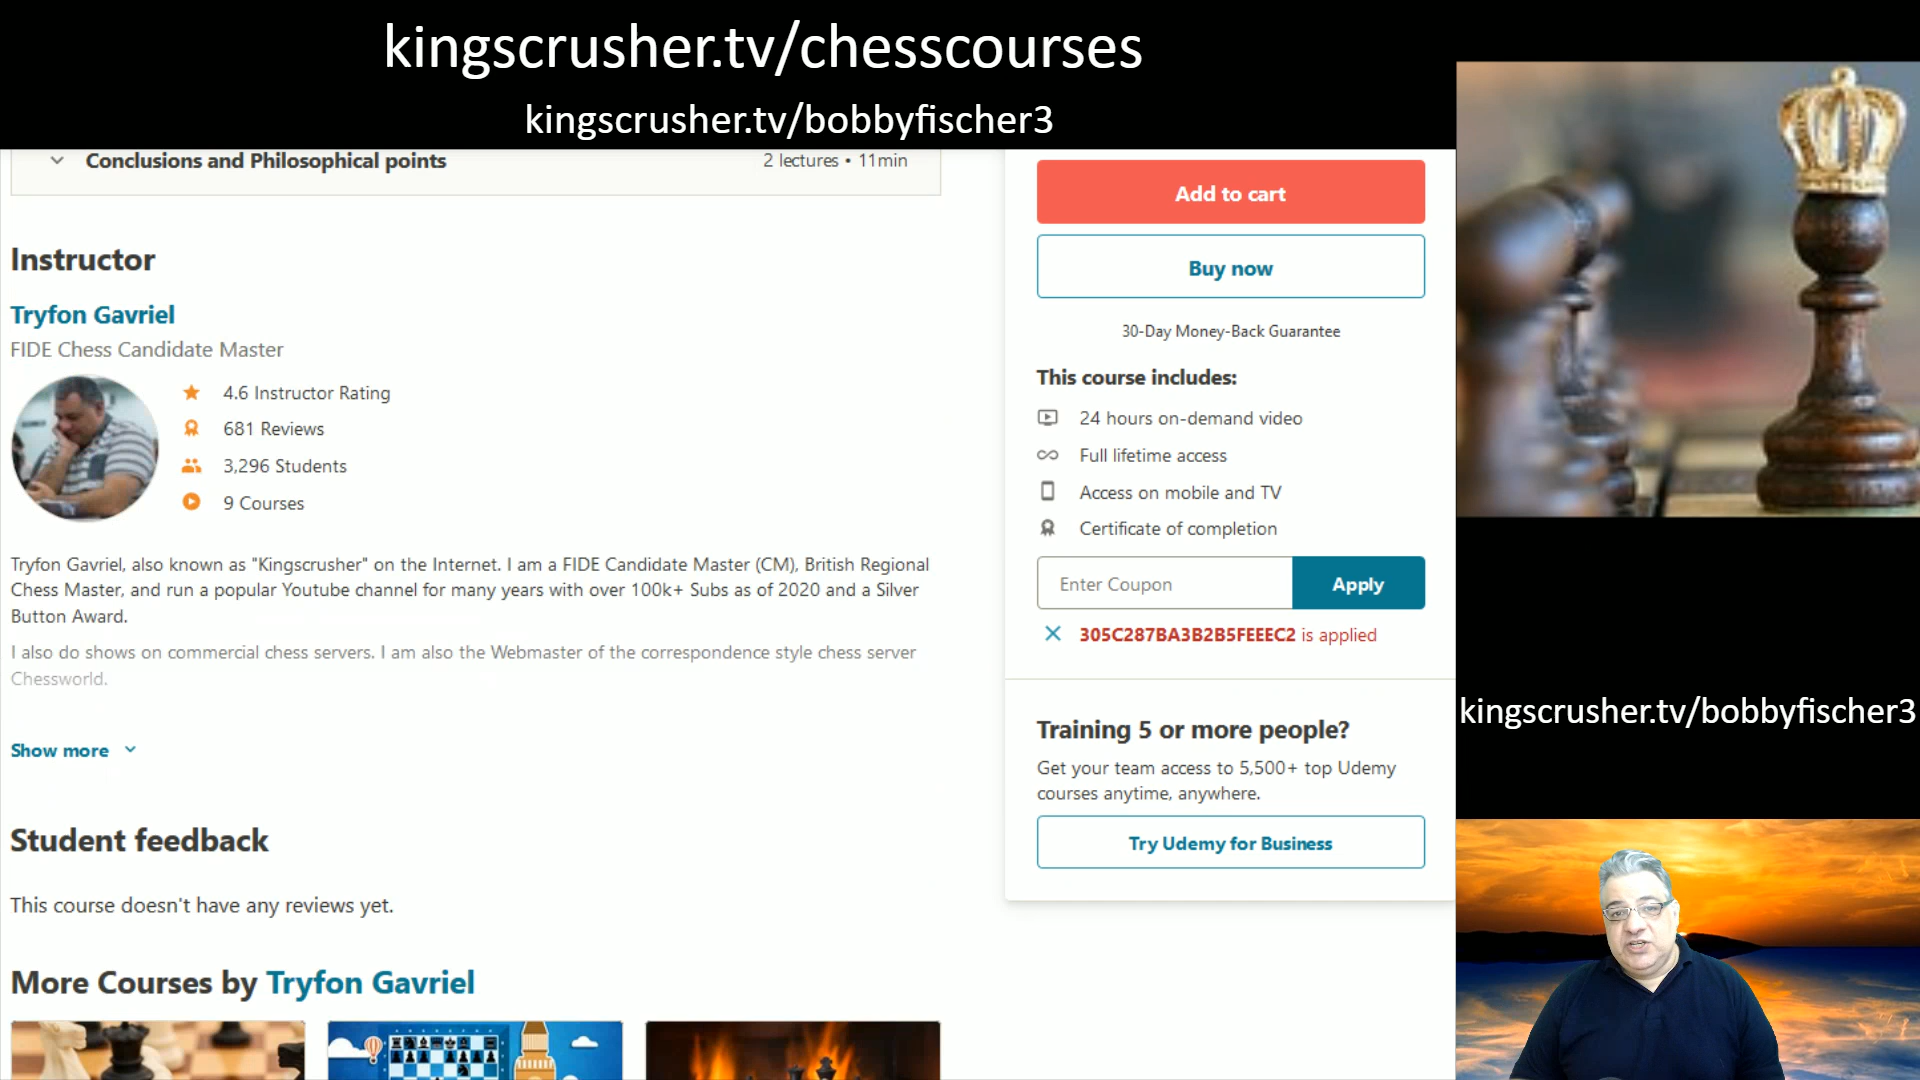 kingscrusher.tv/chesscourses
kingscrusher.tv/bobbyfischer3
Conclusions and Philosophical points
2 lectures • 11min
Instructor
Tryfon Gavriel
FIDE Chess Candidate Master
4.6 Instructor Rating
681 Reviews
3,296 Students
9 Courses
Tryfon Gavriel, also known as "Kingscrusher" on the Internet. I am a FIDE Candidate Master (CM), British Regional
Chess Master, and run a popular Youtube channel for many years with over 100k+ Subs as of 2020 and a Silver
Button Award.
I also do shows on commercial chess servers. I am also the Webmaster of the correspondence style chess server
Chessworld.
Show more
Student feedback
This course doesn't have any reviews yet.
More Courses by Tryfon Gavriel
Add to cart
Buy now
30-Day Money-Back Guarantee
This course includes:
24 hours on-demand video
Full lifetime access
Access on mobile and TV
Certificate of completion
Enter Coupon
Apply
305C287BA3B2B5FEEEC2 is applied
Training 5 or more people?
Get your team access to 5,500+ top Udemy
courses anytime, anywhere.
Try Udemy for Business
kingscrusher.tv/bobbyfischer3